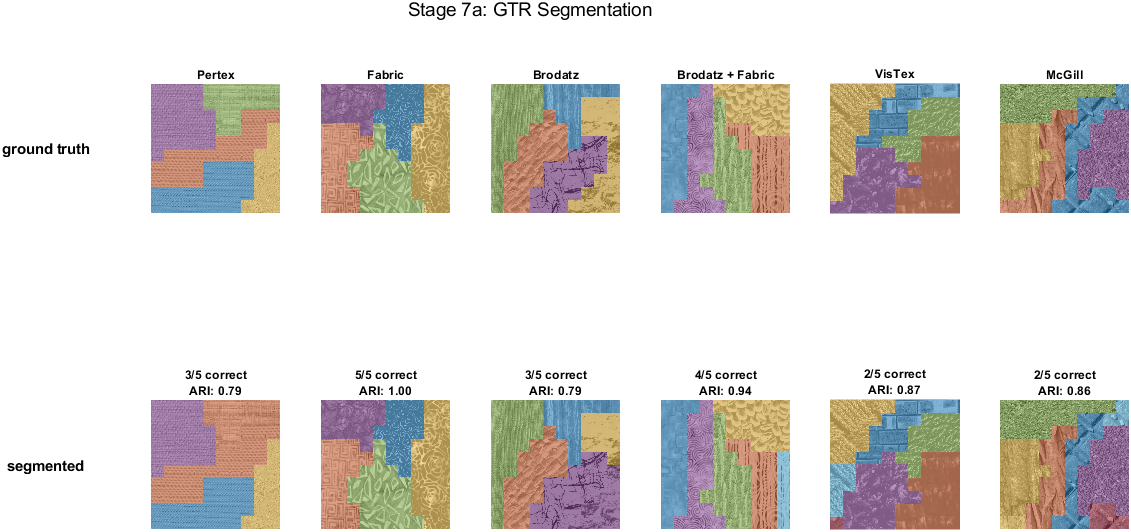 Stage 7a: GTR Segmentation
Pertex
Fabric
Brodatz
Brodatz + Fabric
VisTex
McGill
ground truth
3/5 correct
ARI: 0.79
5/5 correct
ARI: 1.00
3/5 correct
ARI: 0.79
4/5 correct
ARI: 0.94
2/5 correct
ARI: 0.87
2/5 correct
ARI: 0.86
segmented